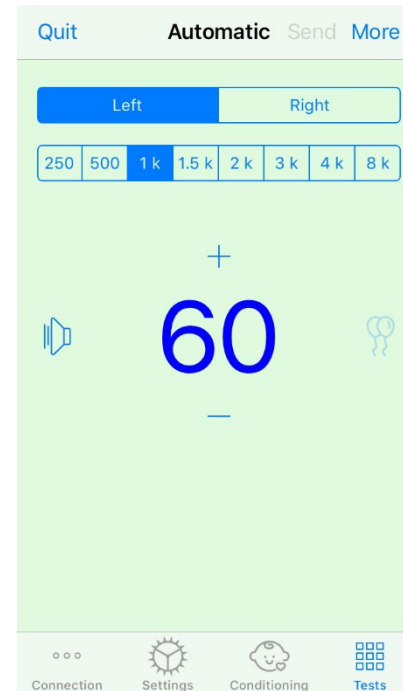 Quit Automatic Send More
Left Right
250 500 1 k 1.5 k 2 k 3 k 4 k 8 k
+
60
—
Connection Settings Conditioning Tests